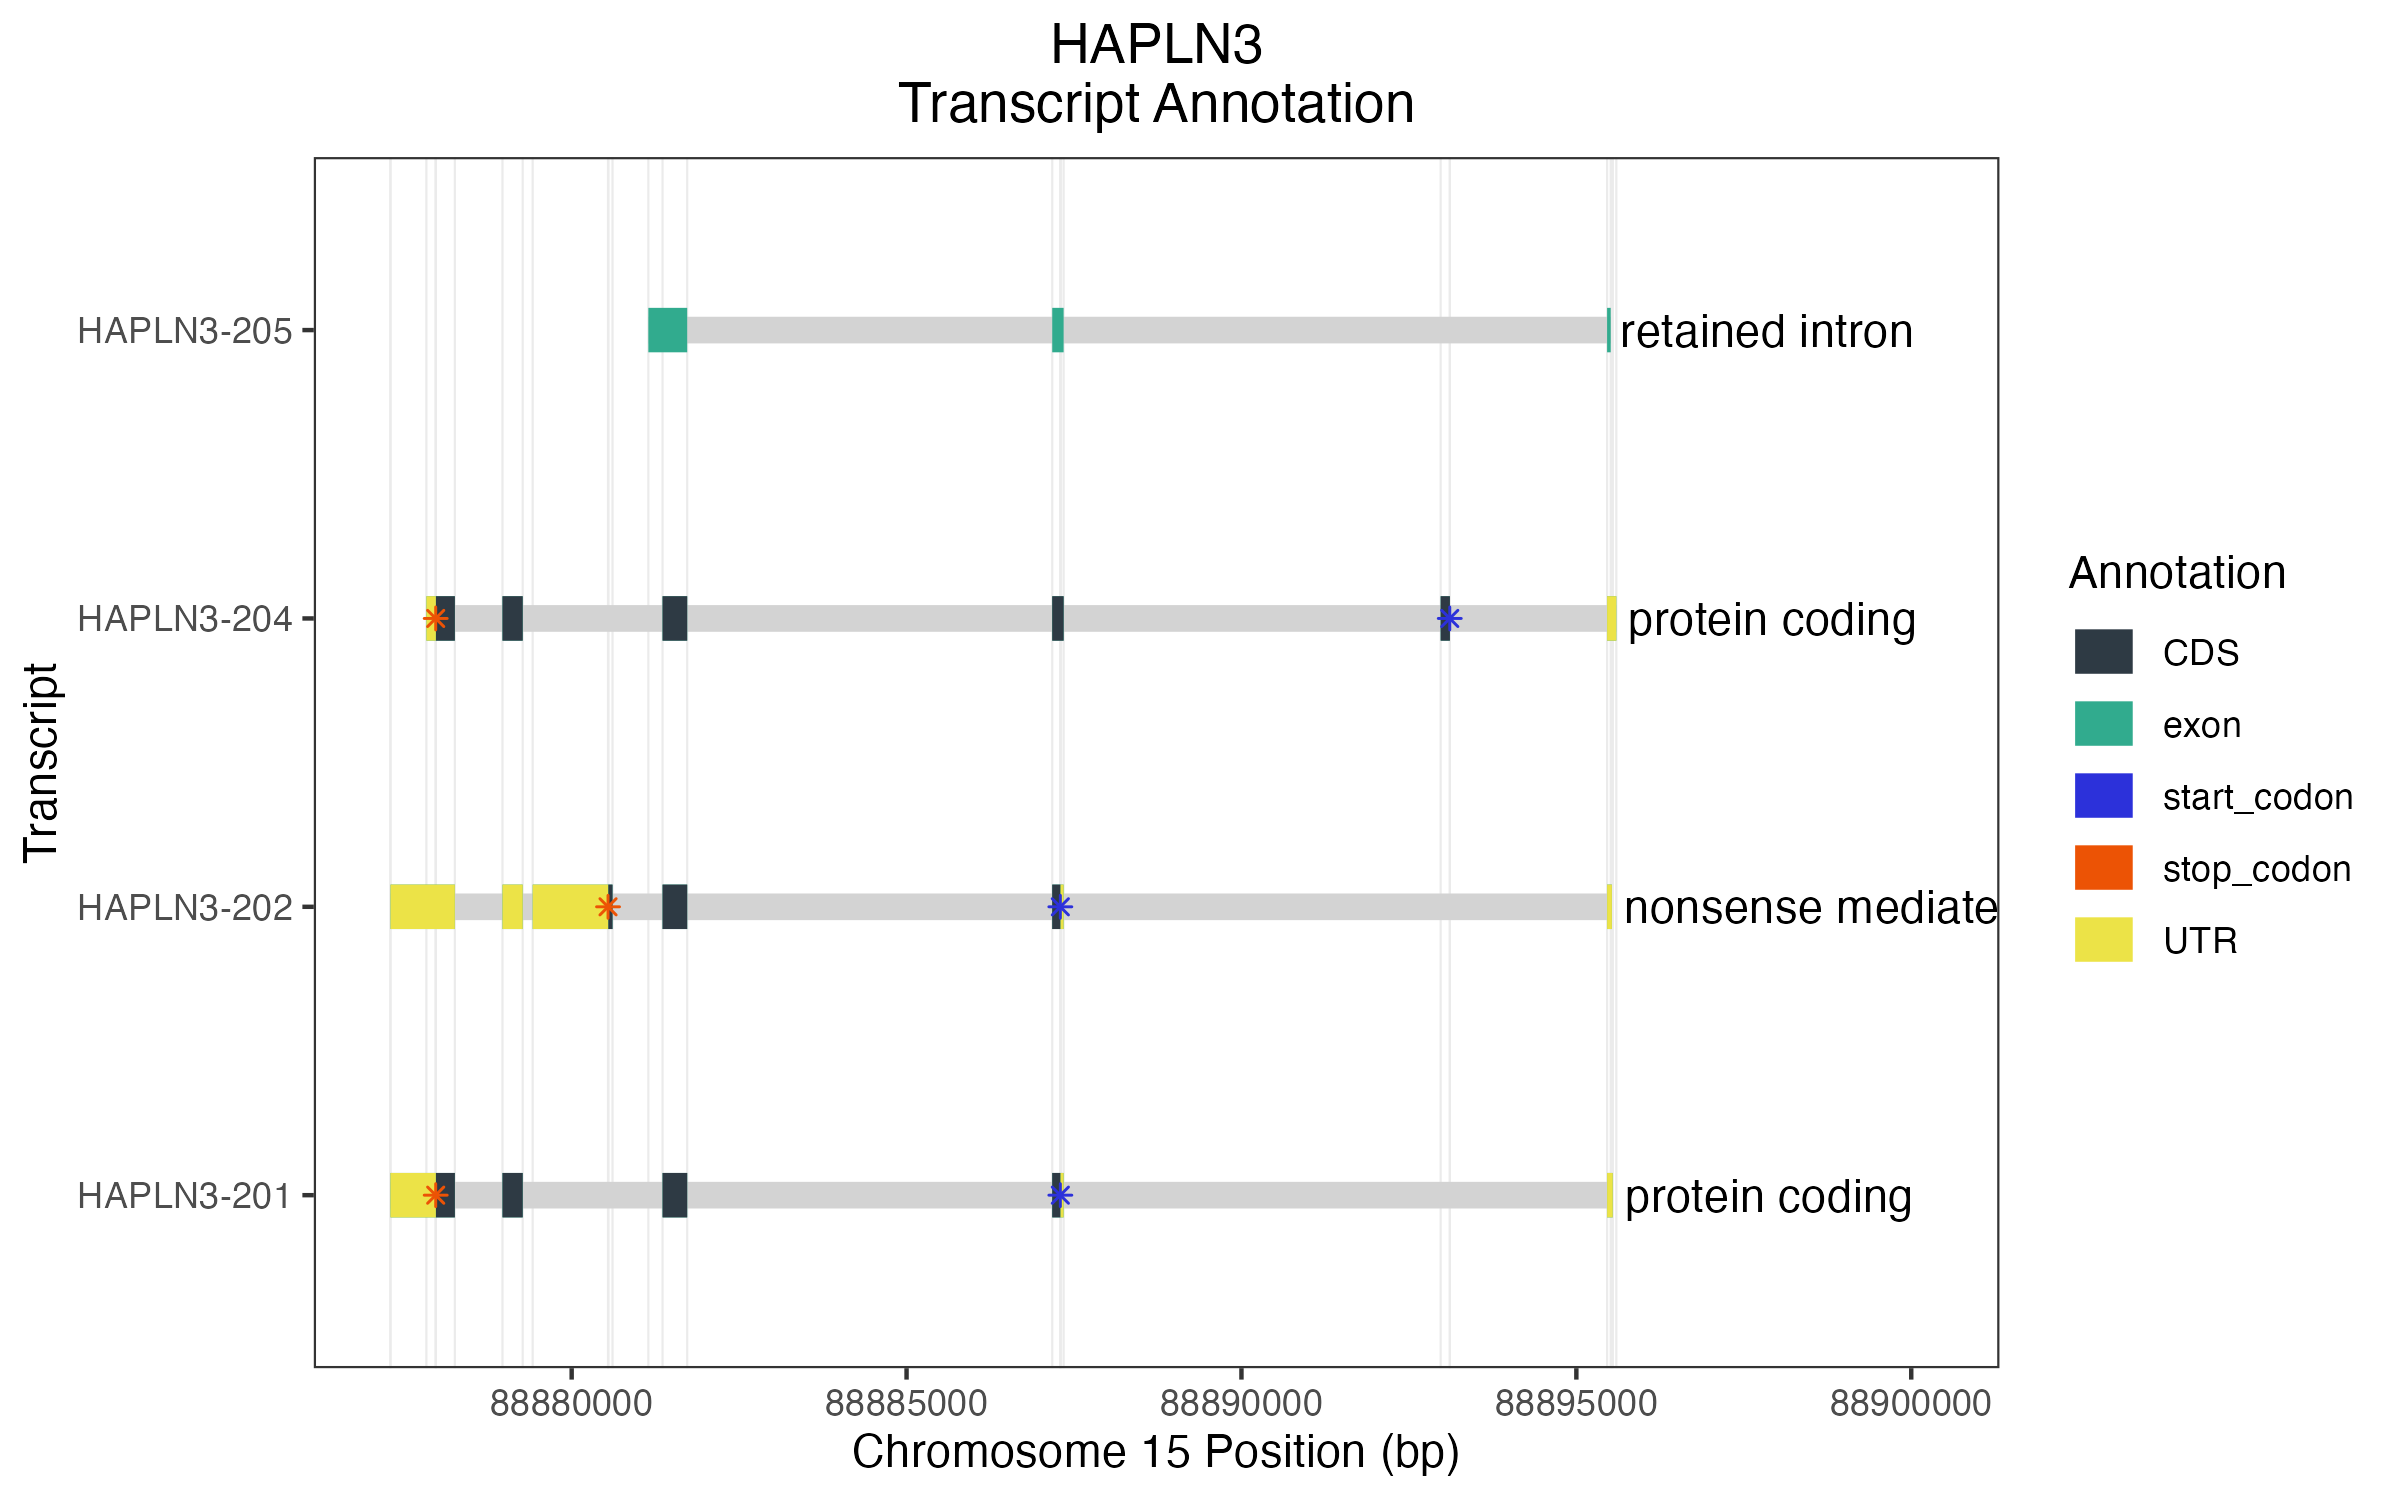 HAPLN3
Transcript Annotation
Transcript
HAPLN3-205
retained intron
HAPLN3-204
protein coding
HAPLN3-202
nonsense mediate
HAPLN3-201
protein coding
88880000
88885000
88890000
88895000
88900000
Chromosome 15 Position (bp)
Annotation
CDS
exon
start_codon
stop_codon
UTR